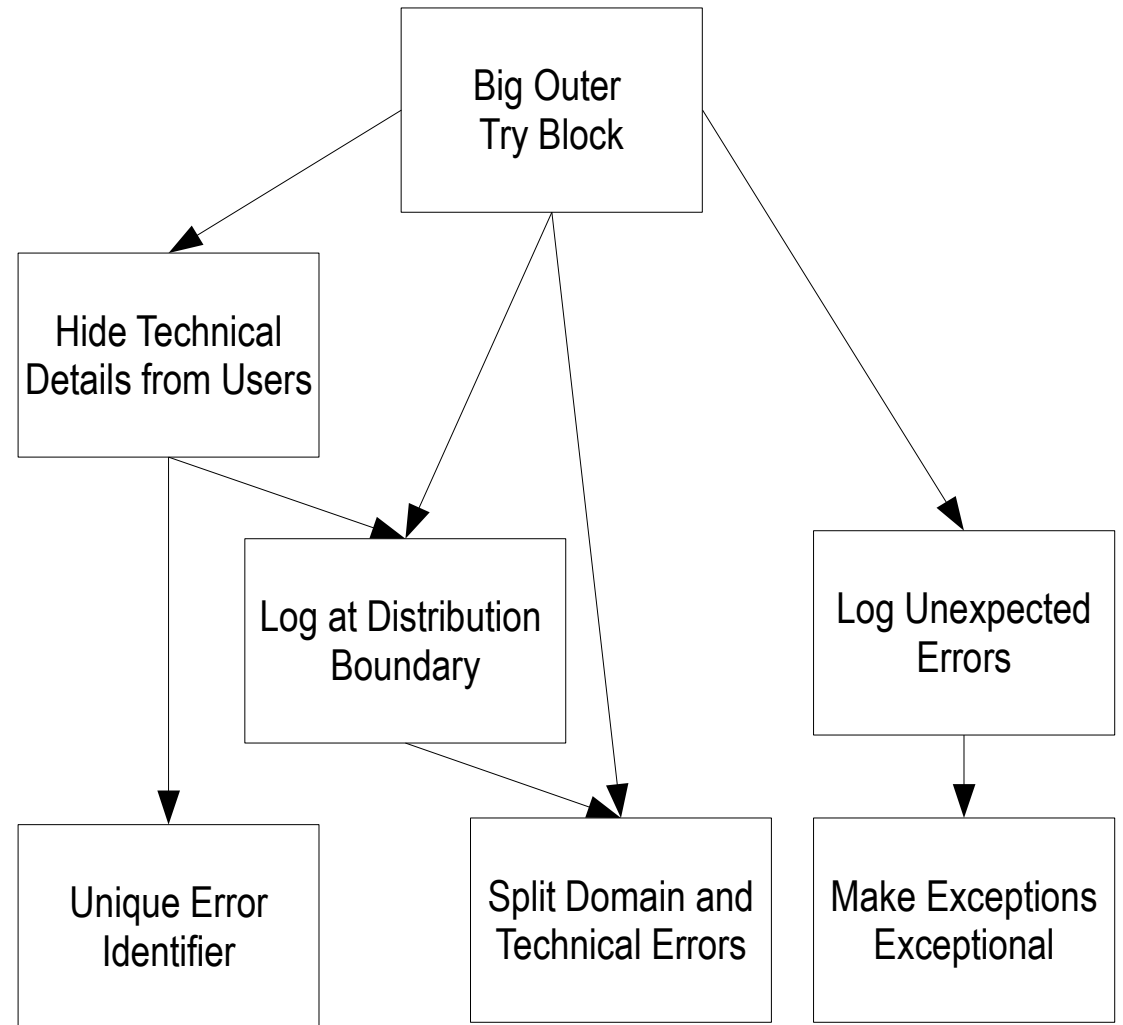 Big Outer
Try Block
Hide Technical
Details from Users
Log at Distribution
Boundary
Log Unexpected
Errors
Unique Error
Identifier
Split Domain and
Technical Errors
Make Exceptions
Exceptional